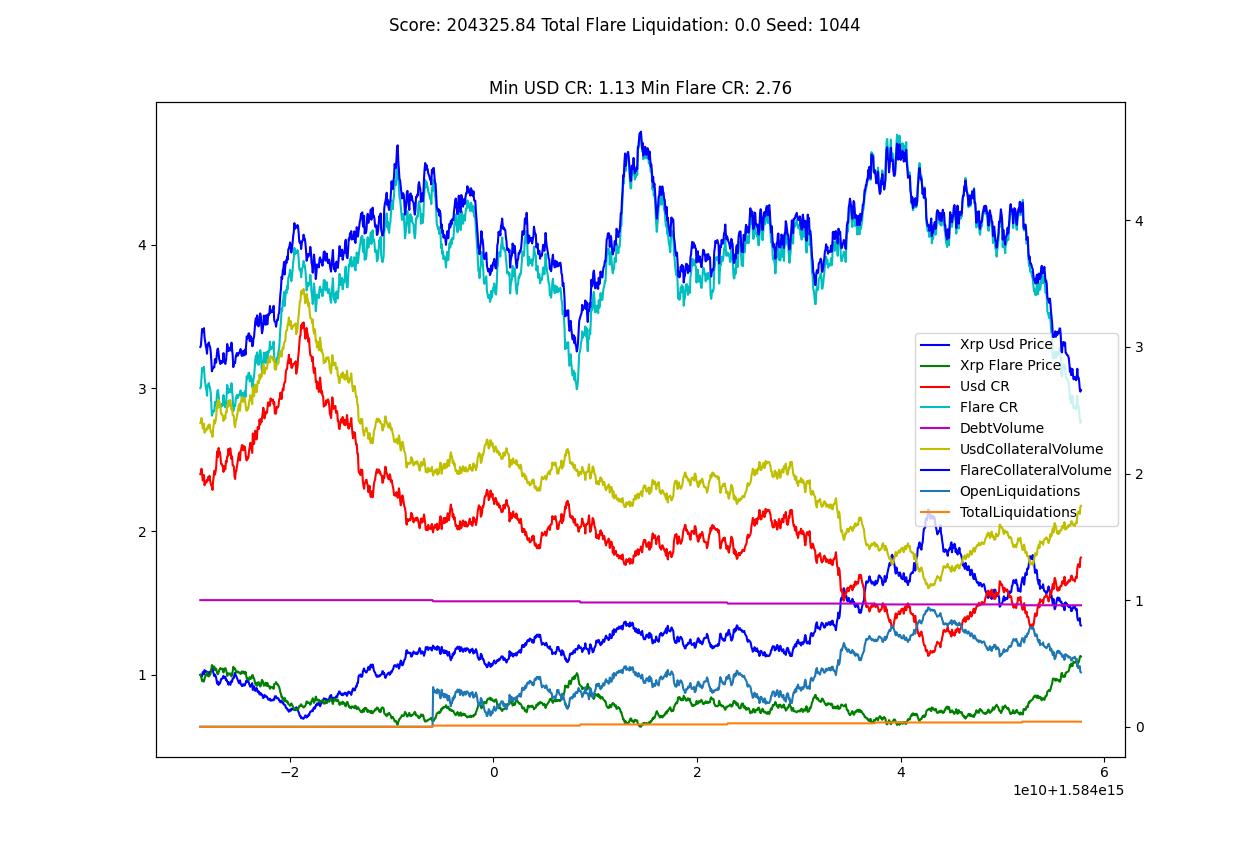 Score: 204325.84 Total Flare Liquidation: 0.0 Seed: 1044
Min USD CR: 1.13 Min Flare CR: 2.76
4
3
2
1
4
3
2
1
0
Xrp Usd Price
Xrp Flare Price
Usd CR
Flare CR
DebtVolume
UsdCollateralVolume
FlareCollateralVolume
OpenLiquidations
TotalLiquidations
−2
0
2
4
6
1e10+1.584e15